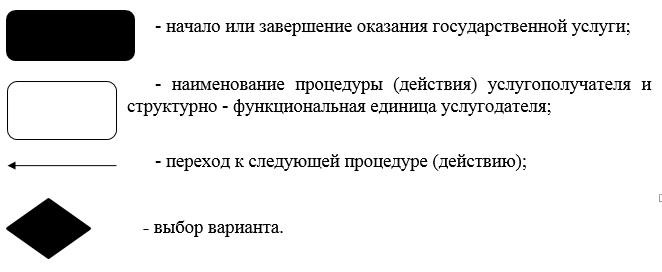 - начало или завершение оказания государственной услуги;
- наименование процедуры (действия) услугополучателя и
структурно - функциональная единица услугодателя;
- переход к следующей процедуре (действию);
- выбор варианта.